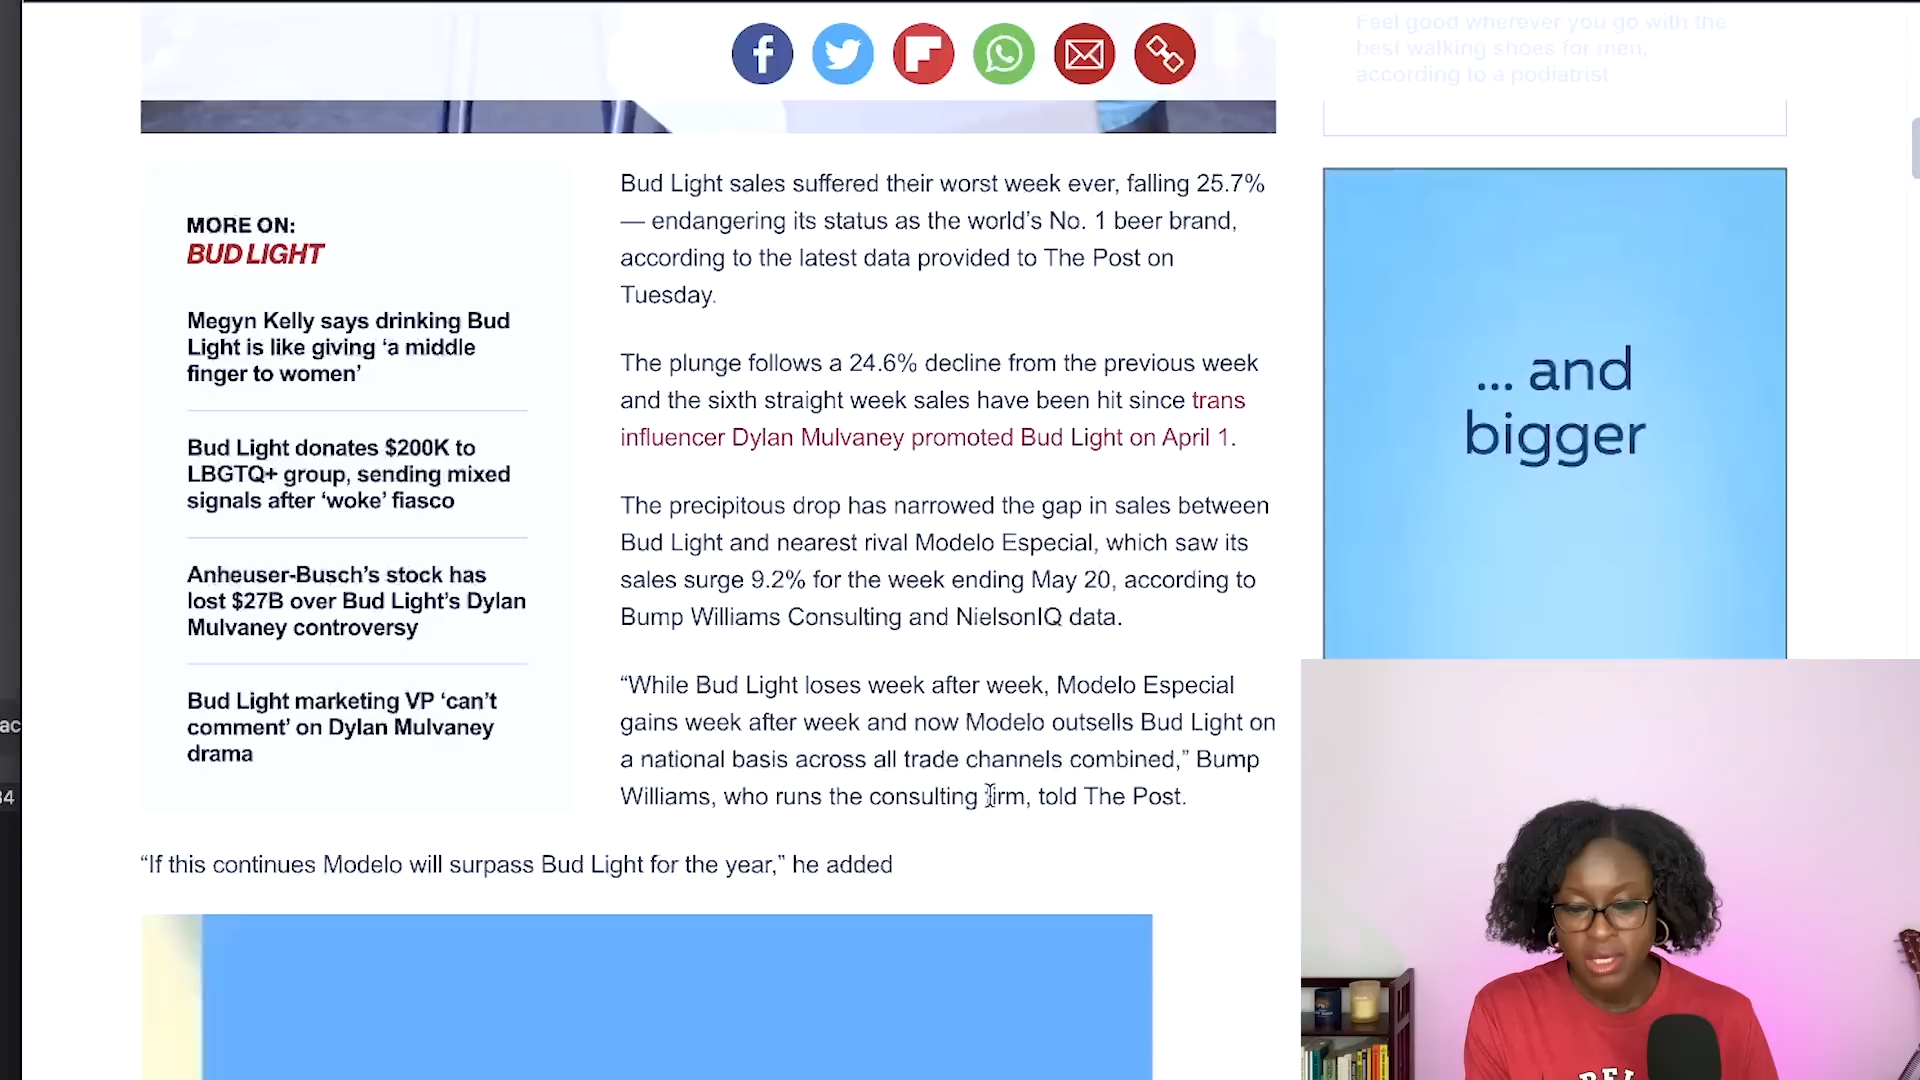 Feel good wherever you go with the
best walking shoes for men,
according to a podiatrist
MORE ON:
BUD LIGHT
Megyn Kelly says drinking Bud
Light is like giving ‘a middle
finger to women’
Bud Light donates $200K to
LBGTQ+ group, sending mixed
signals after ‘woke’ fiasco
Anheuser-Busch’s stock has
lost $27B over Bud Light’s Dylan
Mulvaney controversy
Bud Light marketing VP ‘can’t
comment’ on Dylan Mulvaney
drama
Bud Light sales suffered their worst week ever, falling 25.7%
— endangering its status as the world’s No. 1 beer brand,
according to the latest data provided to The Post on
Tuesday.
The plunge follows a 24.6% decline from the previous week
and the sixth straight week sales have been hit since trans
influencer Dylan Mulvaney promoted Bud Light on April 1.
The precipitous drop has narrowed the gap in sales between
Bud Light and nearest rival Modelo Especial, which saw its
sales surge 9.2% for the week ending May 20, according to
Bump Williams Consulting and NielsonIQ data.
“While Bud Light loses week after week, Modelo Especial
gains week after week and now Modelo outsells Bud Light on
a national basis across all trade channels combined,” Bump
Williams, who runs the consulting firm, told The Post.
“If this continues Modelo will surpass Bud Light for the year,” he added
... and
bigger
ac
34